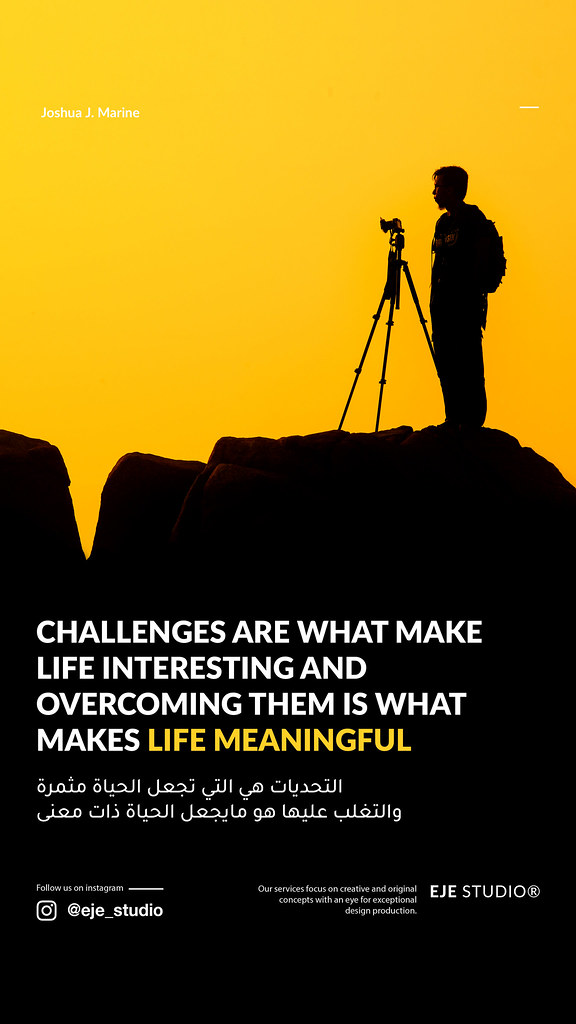 Joshua J. Marine
CHALLENGES ARE WHAT MAKE
LIFE INTERESTING AND
OVERCOMING THEM IS WHAT
MAKES LIFE MEANINGFUL
التحديات هي التي تجعل الحياة مثمرة
والتغلب عليها هو مايجعل الحياة ذات معنى
Follow us on instagram
@eje_studio
Our services focus on creative and original
concepts with an eye for exceptional
design production.
EJE STUDIO®